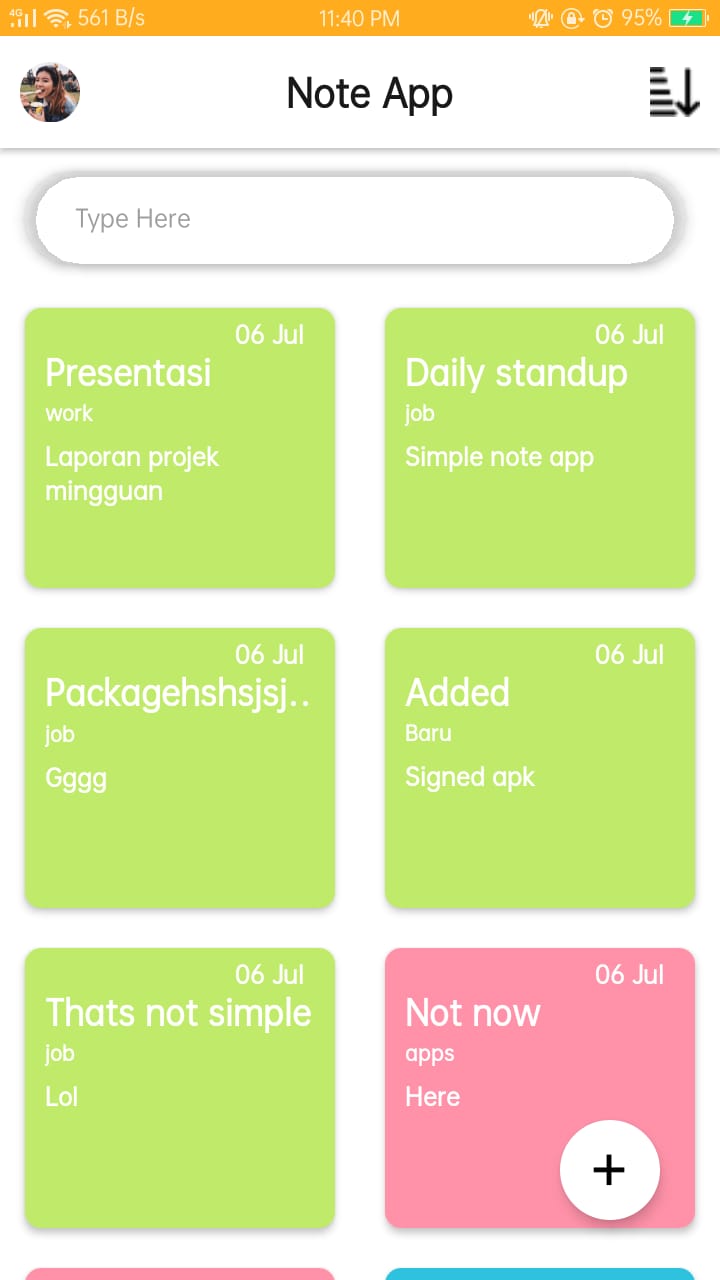 4G 561 B/s 11:40 PM 95%
Note App
Type Here
06 Jul
Presentasi
work
Laporan projek
mingguan
06 Jul
Daily standup
job
Simple note app
06 Jul
Packagehshsjsj..
job
Gggg
06 Jul
Added
Baru
Signed apk
06 Jul
Thats not simple
job
Lol
06 Jul
Not now
apps
Here
+